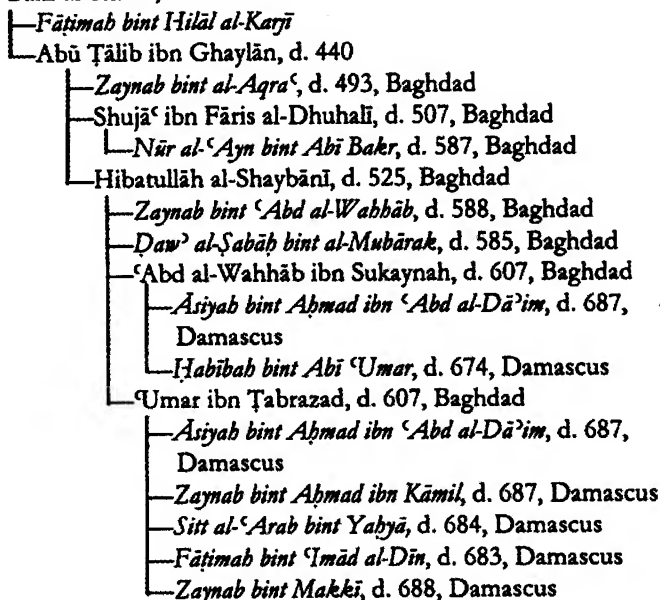 Fāṭimah bint Hilāl al-Karjī
Abū Ṭālib ibn Ghaylān, d. 440
Zaynab bint al-Aqraʿ, d. 493, Baghdad
Shujāʿ ibn Fāris al-Dhuhalī, d. 507, Baghdad
Nūr al-ʿAyn bint Abī Bakr, d. 587, Baghdad
Hibatullāh al-Shaybānī, d. 525, Baghdad
Zaynab bint ʿAbd al-Wahhāb, d. 588, Baghdad
Ḍawʾ al-Ṣabāḥ bint al-Mubārak, d. 585, Baghdad
ʿAbd al-Wahhāb ibn Sukaynah, d. 607, Baghdad
Āsiyah bint Aḥmad ibn ʿAbd al-Dāʾim, d. 687,
Damascus
Ḥabībah bint Abī ʿUmar, d. 674, Damascus
ʿUmar ibn Ṭabrazad, d. 607, Baghdad
Āsiyah bint Aḥmad ibn ʿAbd al-Dāʾim, d. 687,
Damascus
Zaynab bint Aḥmad ibn Kāmil, d. 687, Damascus
Sitt al-ʿArab bint Yaḥyā, d. 684, Damascus
Fāṭimah bint ʿImād al-Dīn, d. 683, Damascus
Zaynab bint Makkī, d. 688, Damascus